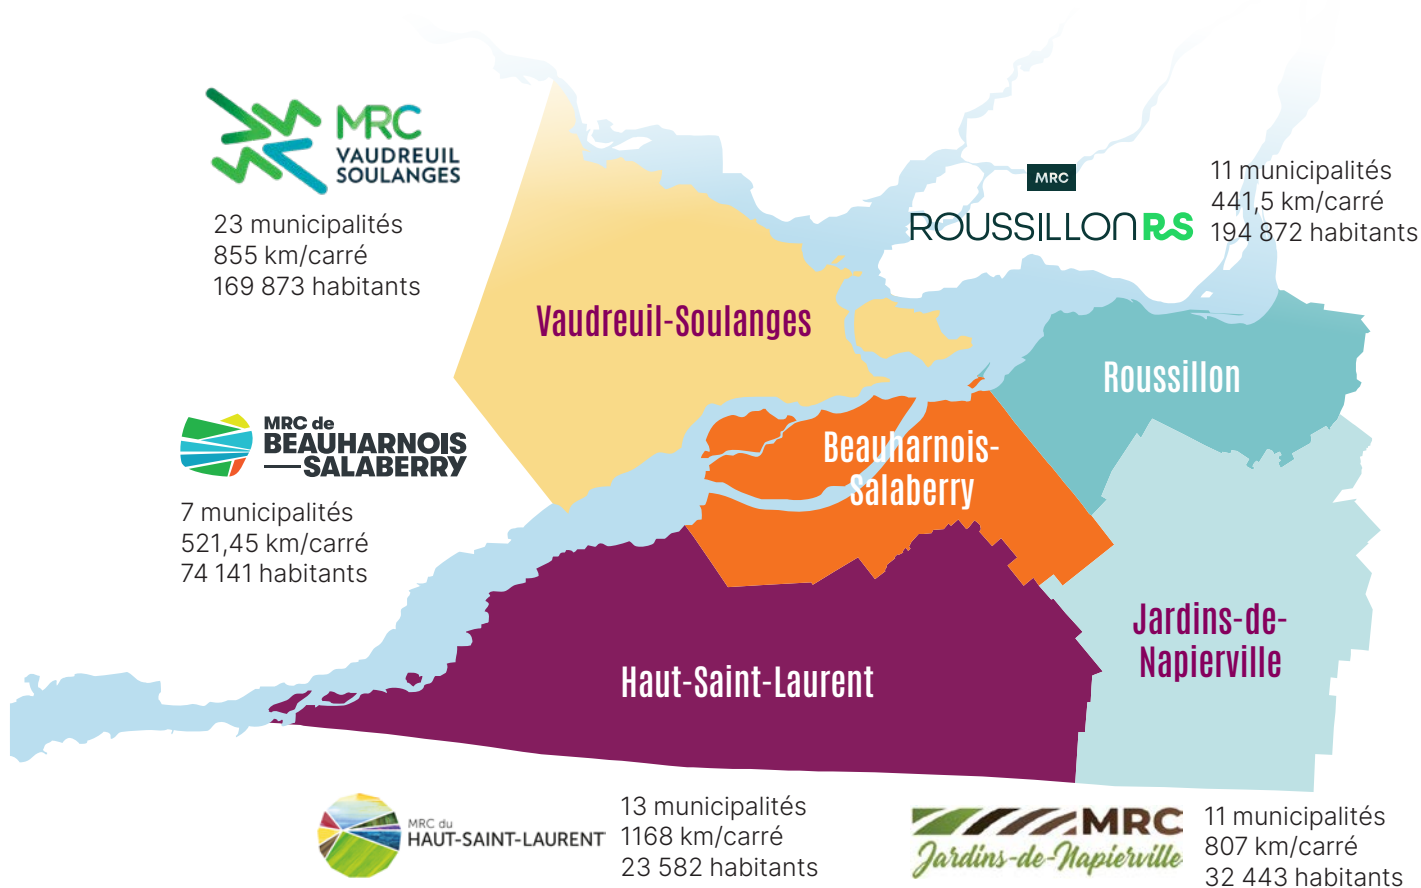 MRC
VAUDREUIL
SOULANGES
23 municipalités
855 km/carré
169 873 habitants
MRC
ROUSSILLON RS
11 municipalités
441,5 km/carré
194 872 habitants
Vaudreuil-Soulanges
Roussillon
MRC de
BEAUHARNOIS
SALABERRY
7 municipalités
521,45 km/carré
74 141 habitants
Beauharnois-
Salaberry
Jardins-de-
Napierville
Haut-Saint-Laurent
MRC du
HAUT-SAINT-LAURENT
13 municipalités
1168 km/carré
23 582 habitants
MRC
Jardins-de-Napierville
11 municipalités
807 km/carré
32 443 habitants